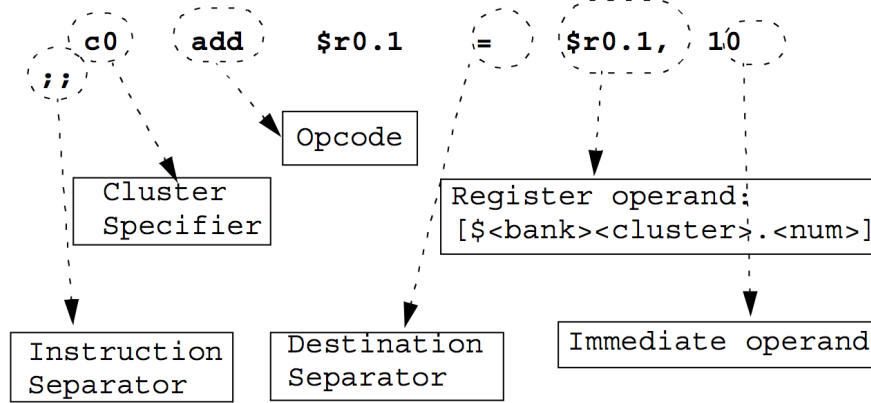 c0 add $r0.1 = $r0.1, 10
;;
Opcode
Cluster
Specifier
Register operand:
[$<bank><cluster>.<num>]
Instruction
Separator
Destination
Separator
Immediate operand